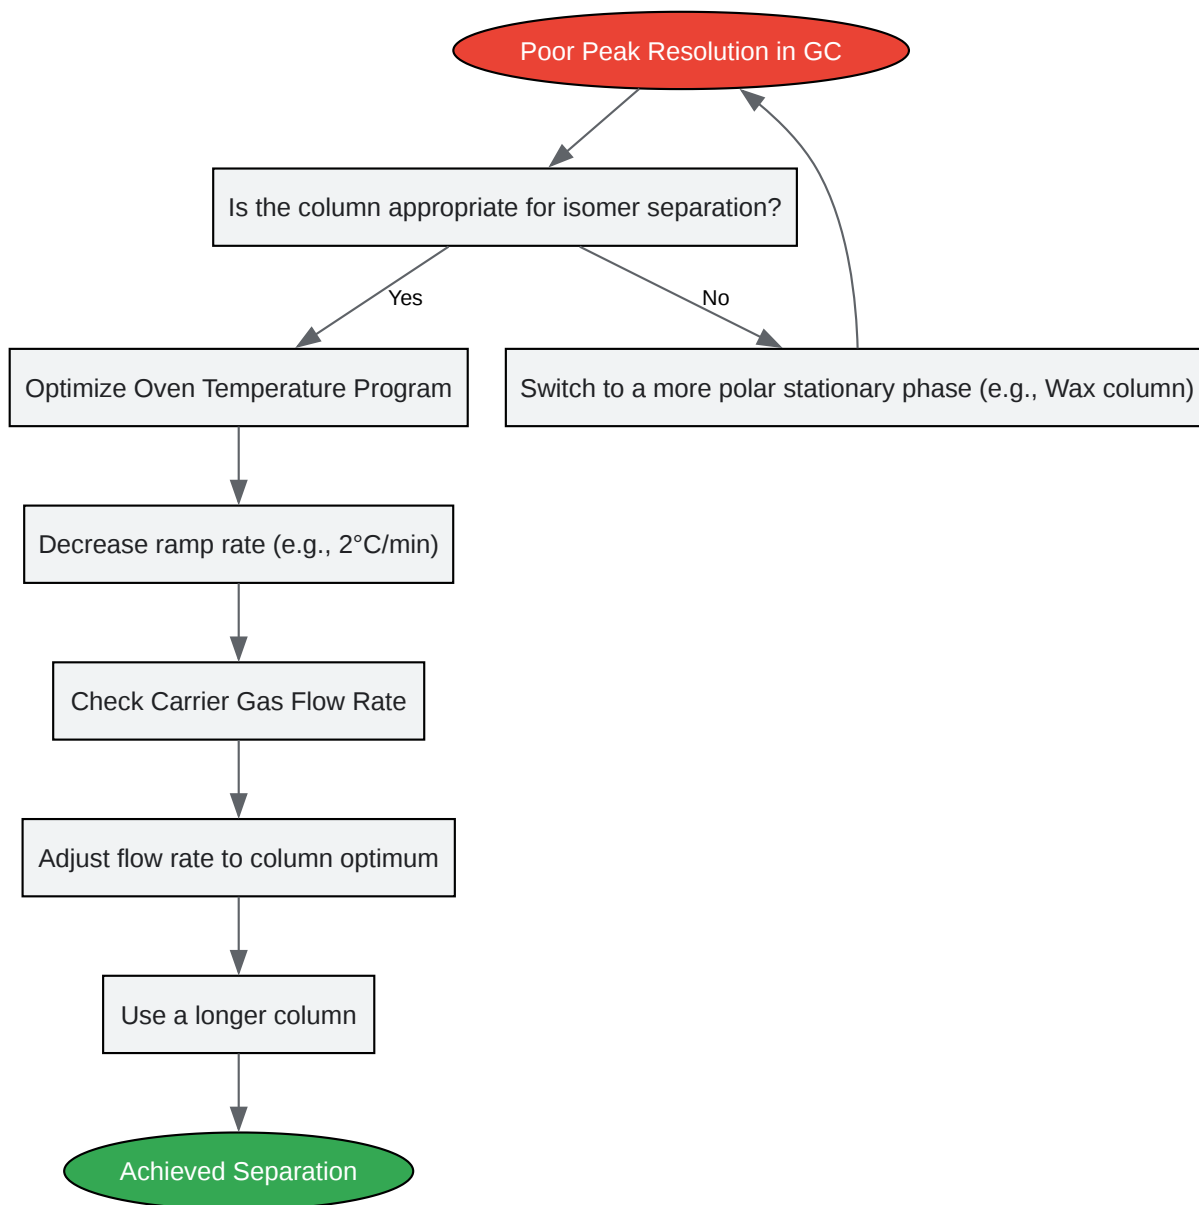 Poor Peak Resolution in GC
Is the column appropriate for isomer separation?
Yes
No
Optimize Oven Temperature Program
Switch to a more polar stationary phase (e.g., Wax column)
Decrease ramp rate (e.g., 2°C/min)
Check Carrier Gas Flow Rate
Adjust flow rate to column optimum
Use a longer column
Achieved Separation